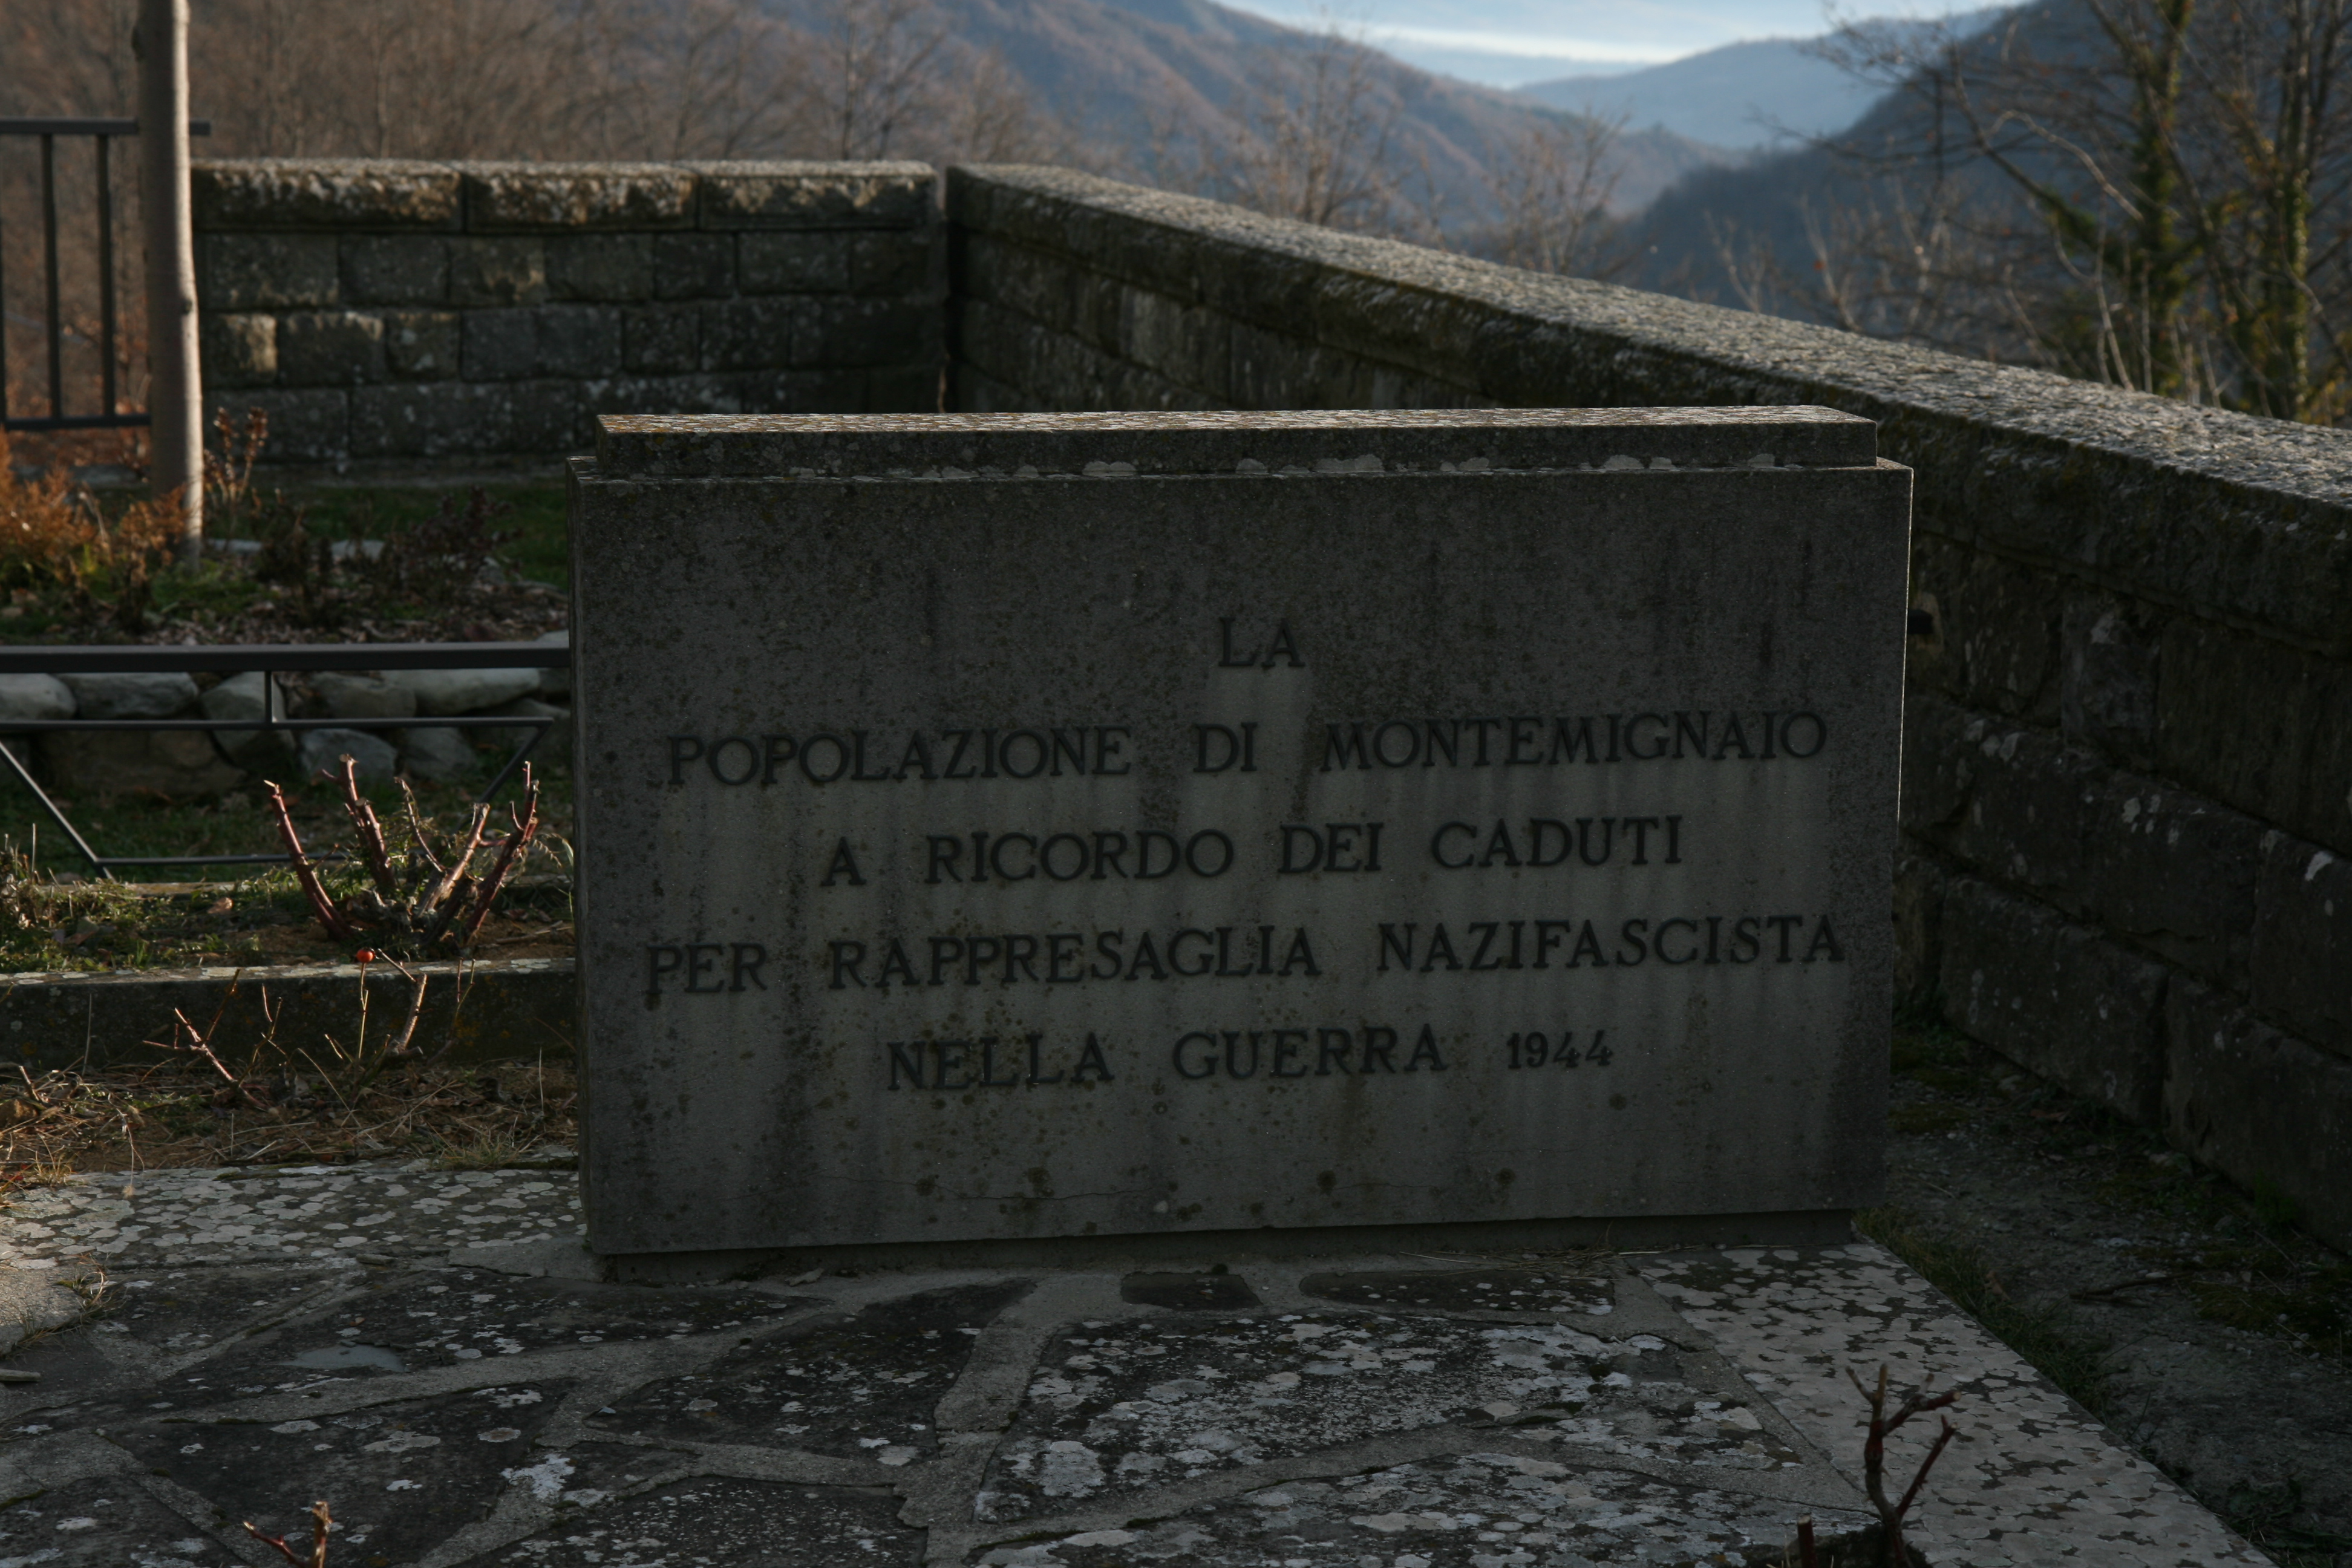 LA
POPOLAZIONE DI MONTEMIGNAIO
A RICORDO DEI CADUTI
PER RAPPRESAGLIA NAZIFASCISTA
NELLA GUERRA 1944